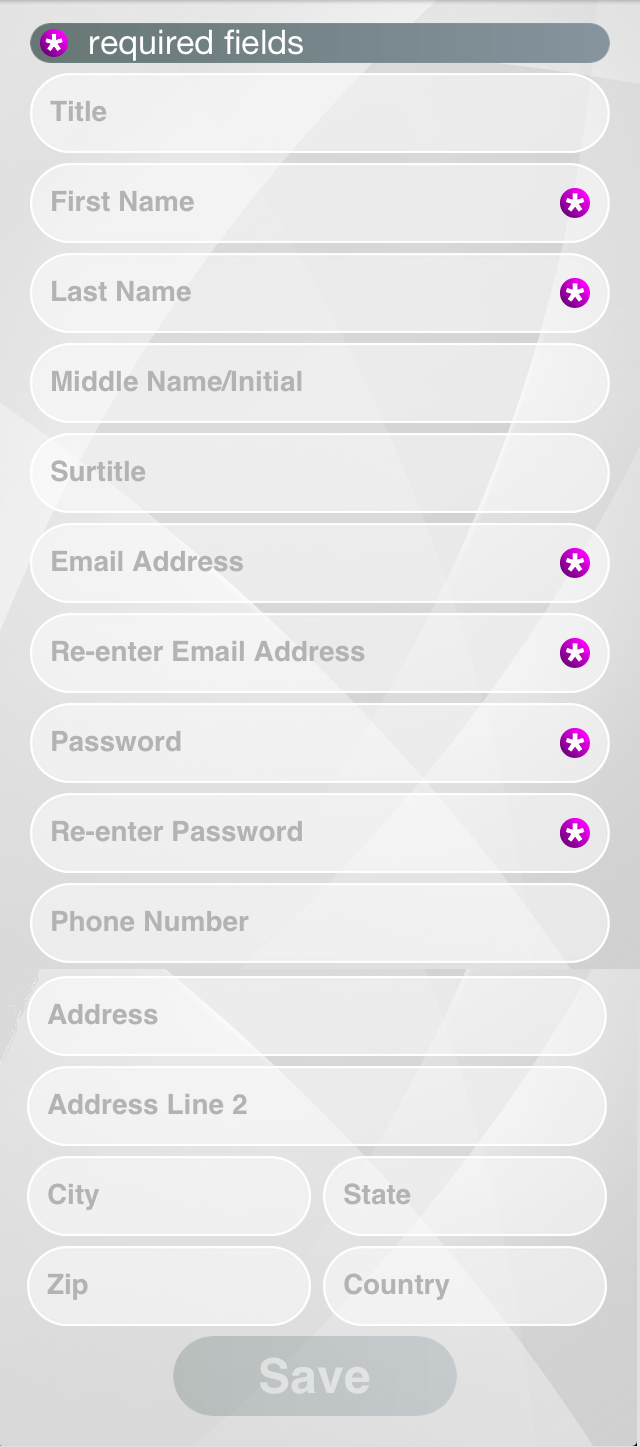 * required fields
Title
First Name *
Last Name *
Middle Name/Initial
Surtitle
Email Address *
Re-enter Email Address *
Password *
Re-enter Password *
Phone Number
Address
Address Line 2
City State
Zip Country
Save